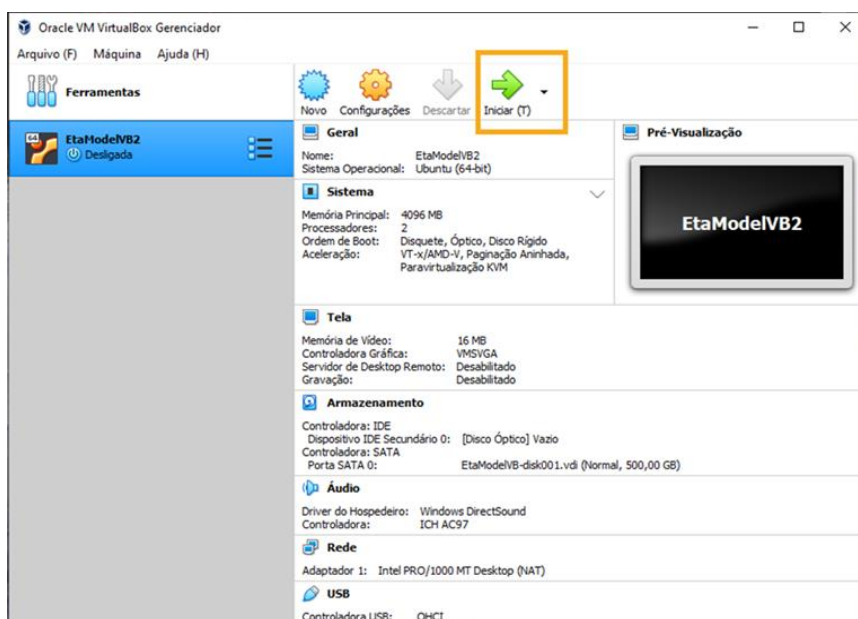 Oracle VM VirtualBox Gerenciador
Arquivo (F) Máquina Ajuda (H)
Ferramentas
Novo Configurações Descartar Iniciar (T)
64
EtaModelVB2
Desligada
Geral
Nome: EtaModelVB2
Sistema Operacional: Ubuntu (64-bit)
Pré-Visualização
EtaModelVB2
Sistema
Memória Principal: 4096 MB
Processadores: 2
Ordem de Boot: Disquete, Óptico, Disco Rígido
Aceleração: VT-x/AMD-V, Paginação Aninhada,
Paravirtualização KVM
Tela
Memória de Vídeo: 16 MB
Controladora Gráfica: VMSVGA
Servidor de Desktop Remoto: Desabilitado
Gravação: Desabilitado
Armazenamento
Controladora: IDE
Dispositivo IDE Secundário 0: [Disco Óptico] Vazio
Controladora: SATA
Porta SATA 0: EtaModelVB-disk001.vdi (Normal, 500,00 GB)
Áudio
Driver do Hospedeiro: Windows DirectSound
Controladora: ICH AC97
Rede
Adaptador 1: Intel PRO/1000 MT Desktop (NAT)
USB
Controladora USB: OHCI